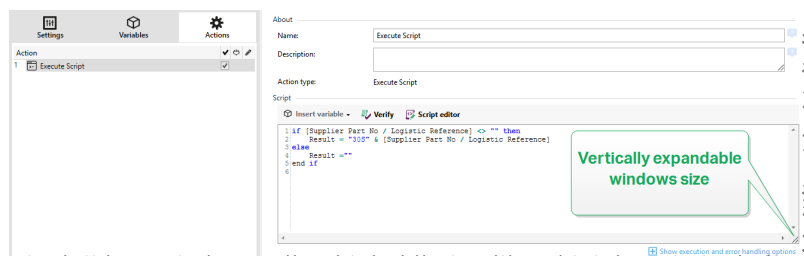 Settings
Variables
Actions
Action
1 Execute Script
About
Name: Execute Script
Description:
Action type: Execute Script
Script
Insert variable Verify Script editor
1 if [Supplier Part No / Logistic Reference] <> "" then
2 Result = "30S" & [Supplier Part No / Logistic Reference]
3 else
4 Result =""
5 end if
6
Vertically expandable
windows size
Show execution and error handling options